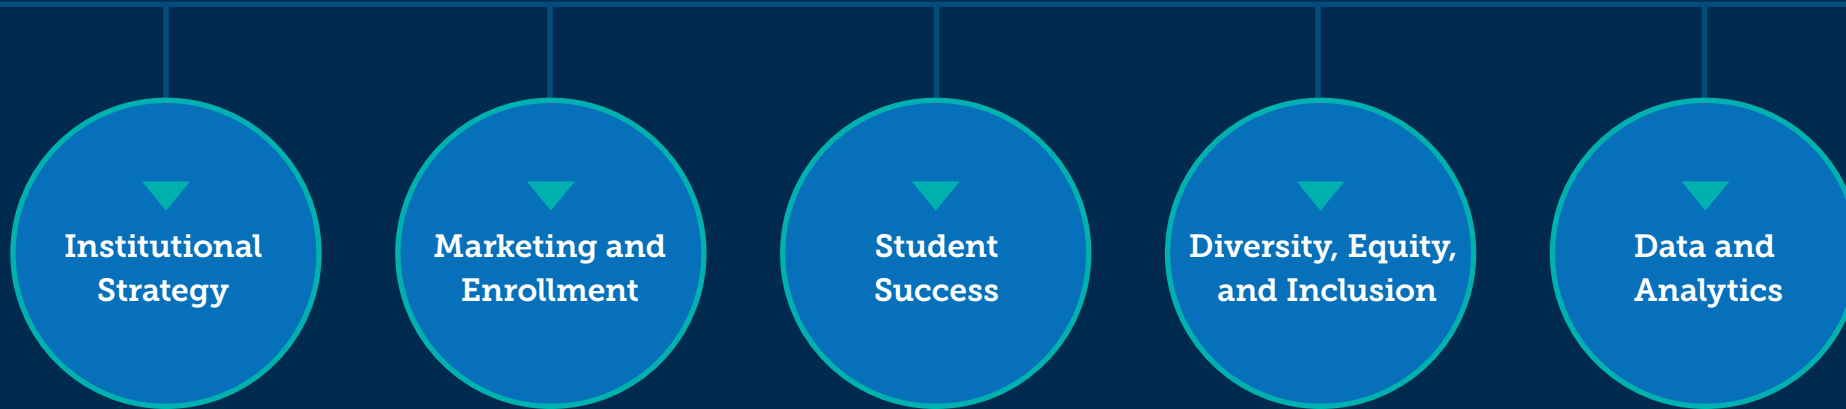 Institutional
Strategy
Marketing and
Enrollment
Student
Success
Diversity, Equity,
and Inclusion
Data and
Analytics